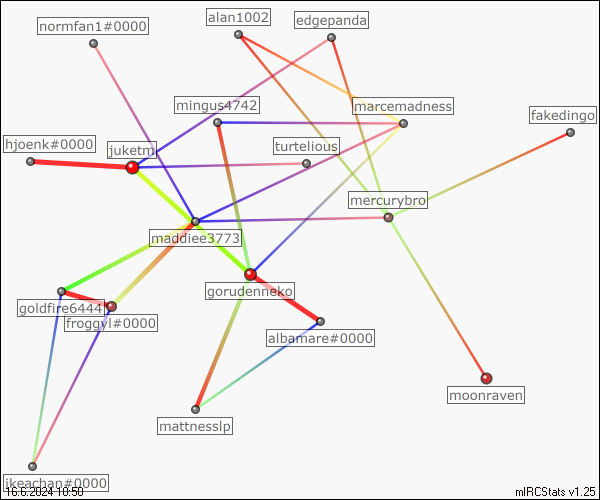 alan1002
edgepanda
normfan1#0000
mingus4742
marcemadness
fakedingo
hjoenk#0000
juketm
turtelious
mercurybro
maddiee3773
gorudenneko
goldfire6444
froggyl#0000
albamare#0000
moonraven
mattnesslp
ikeachan#0000
16.6.2024 10:50
mIRCStats v1.25